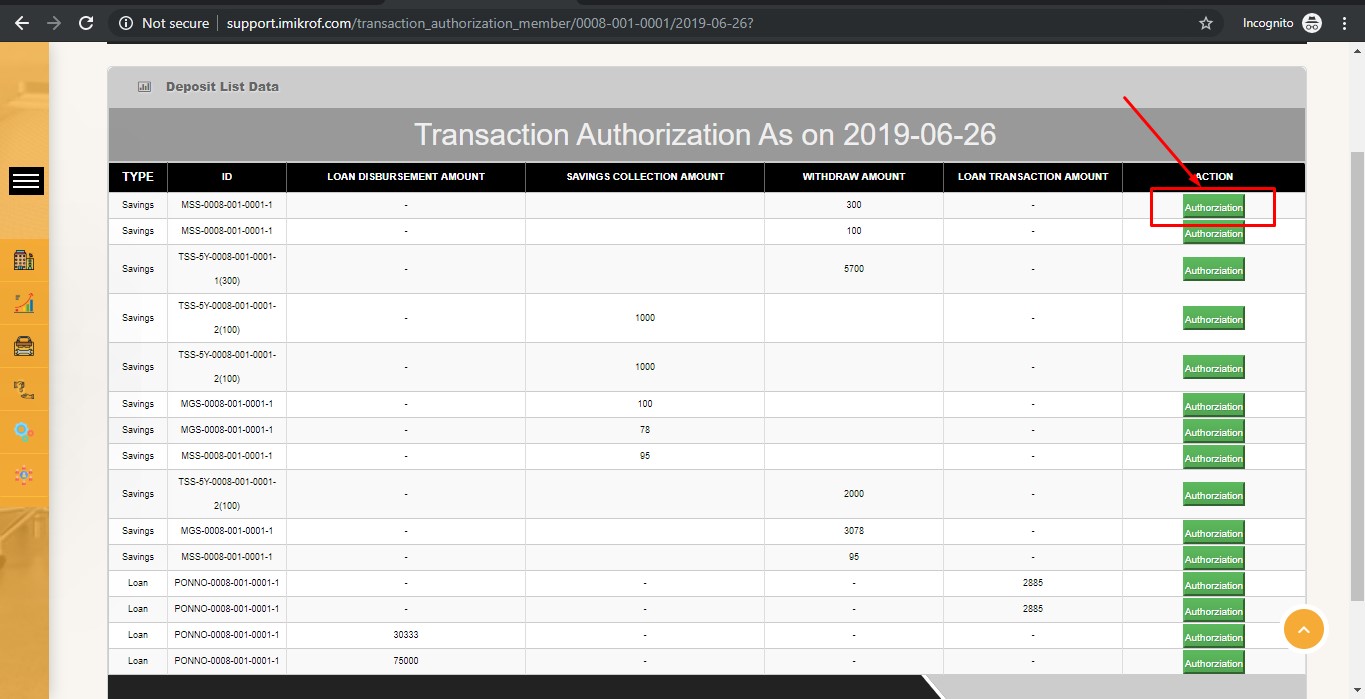 Not secure support.imikrof.com/transaction_authorization_member/0008-001-0001/2019-06-26? Incognito
Deposit List Data
Transaction Authorization As on 2019-06-26
TYPE ID LOAN DISBURSEMENT AMOUNT SAVINGS COLLECTION AMOUNT WITHDRAW AMOUNT LOAN TRANSACTION AMOUNT ACTION
Savings MSS-0008-001-0001-1 - 300 - Authorziation
Savings MSS-0008-001-0001-1 - 100 - Authorziation
TSS-5Y-0008-001-0001-
Savings - 5700 - Authorziation
1(300)
TSS-5Y-0008-001-0001-
Savings - 1000 - Authorziation
2(100)
TSS-5Y-0008-001-0001-
Savings - 1000 - Authorziation
2(100)
Savings MGS-0008-001-0001-1 - 100 - Authorziation
Savings MGS-0008-001-0001-1 - 78 - Authorziation
Savings MSS-0008-001-0001-1 - 95 - Authorziation
TSS-5Y-0008-001-0001-
Savings - 2000 - Authorziation
2(100)
Savings MGS-0008-001-0001-1 - 3078 - Authorziation
Savings MSS-0008-001-0001-1 - 95 - Authorziation
Loan PONNO-0008-001-0001-1 - - - 2885 Authorziation
Loan PONNO-0008-001-0001-1 - - - 2885 Authorziation
Loan PONNO-0008-001-0001-1 30333 - - - Authorziation
Loan PONNO-0008-001-0001-1 75000 - - - Authorziation